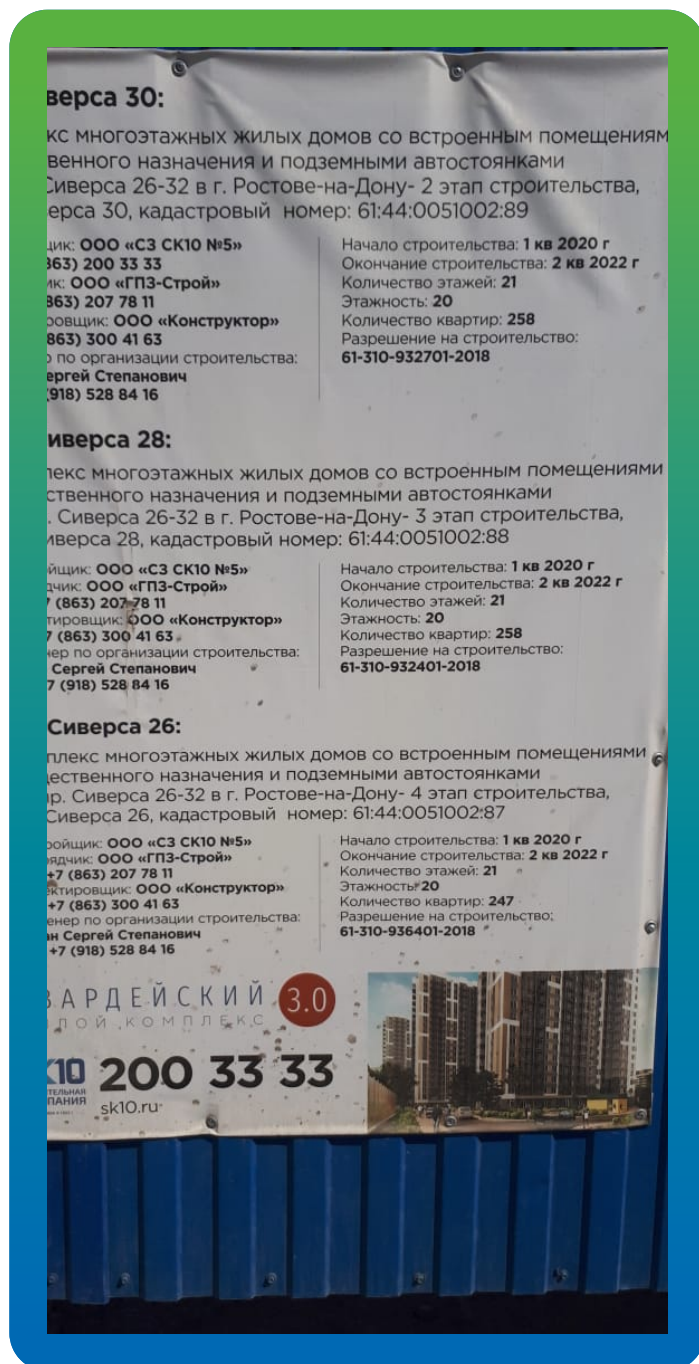 верса 30:
кс многоэтажных жилых домов со встроенным помещениям
венного назначения и подземными автостоянками
Сиверса 26-32 в г. Ростове-на-Дону- 2 этап строительства,
ерса 30, кадастровый номер: 61:44:0051002:89
щик: ООО «СЗ СК10 №5»
863) 200 33 33
ик: ООО «ГПЗ-Строй»
863) 207 78 11
ровщик: ООО «Конструктор»
863) 300 41 63
р по организации строительства:
ергей Степанович
(918) 528 84 16
Начало строительства: 1 кв 2020 г
Окончание строительства: 2 кв 2022 г
Количество этажей: 21
Этажность: 20
Количество квартир: 258
Разрешение на строительство:
61-310-932701-2018
иверса 28:
лекс многоэтажных жилых домов со встроенным помещениями
ственного назначения и подземными автостоянками
. Сиверса 26-32 в г. Ростове-на-Дону- 3 этап строительства,
иверса 28, кадастровый номер: 61:44:0051002:88
йщик: ООО «СЗ СК10 №5»
дчик: ООО «ГПЗ-Строй»
7 (863) 207 78 11
тировщик: ООО «Конструктор»
7 (863) 300 41 63
нер по организации строительства:
Сергей Степанович
7 (918) 528 84 16
Начало строительства: 1 кв 2020 г
Окончание строительства: 2 кв 2022 г
Количество этажей: 21
Этажность: 20
Количество квартир: 258
Разрешение на строительство:
61-310-932401-2018
Сиверса 26:
плекс многоэтажных жилых домов со встроенным помещениями
щественного назначения и подземными автостоянками
пр. Сиверса 26-32 в г. Ростове-на-Дону- 4 этап строительства,
Сиверса 26, кадастровый номер: 61:44:0051002:87
ройщик: ООО «СЗ СК10 №5»
рядчик: ООО «ГПЗ-Строй»
+7 (863) 207 78 11
ектировщик: ООО «Конструктор»
+7 (863) 300 41 63
енер по организации строительства:
ан Сергей Степанович
+7 (918) 528 84 16
Начало строительства: 1 кв 2020 г
Окончание строительства: 2 кв 2022 г
Количество этажей: 21
Этажность: 20
Количество квартир: 247
Разрешение на строительство:
61-310-936401-2018
ВАРДЕЙСКИЙ 3.0
ЛОЙ КОМПЛЕКС
К10
ТЕЛЬНАЯ
ПАНИЯ
200 33 33
sk10.ru